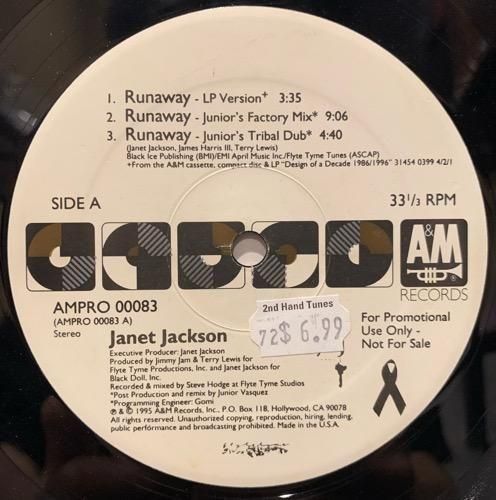 1. Runaway - LP Version+ 3:35
2. Runaway - Junior's Factory Mix* 9:06
3. Runaway - Junior's Tribal Dub* 4:40
(Janet Jackson, James Harris III, Terry Lewis)
Black Ice Publishing (BMI)/EMI April Music Inc./Flyte Tyme Tunes (ASCAP)
+From the A&M cassette, compact disc & LP "Design of a Decade 1986/1996" 31454 0399 4/2/1
SIDE A
33 1/3 RPM
A&M
RECORDS
AMPRO 00083
(AMPRO 00083 A)
Stereo
2nd Hand Tunes
72$ 6.99
For Promotional
Use Only -
Not For Sale
Janet Jackson
Executive Producer: Janet Jackson
Produced by Jimmy Jam & Terry Lewis for
Flyte Tyme Productions, Inc. and Janet Jackson for
Black Doll, Inc.
Recorded & mixed by Steve Hodge at Flyte Tyme Studios
*Post Production and remix by Junior Vasquez
*Programming Engineer: Gomi
℗ & © 1995 A&M Records, Inc., P.O. Box 118, Hollywood, CA 90078
All rights reserved. Unauthorized copying, reproduction, hiring, lending,
public performance and broadcasting prohibited. Made in the U.S.A.